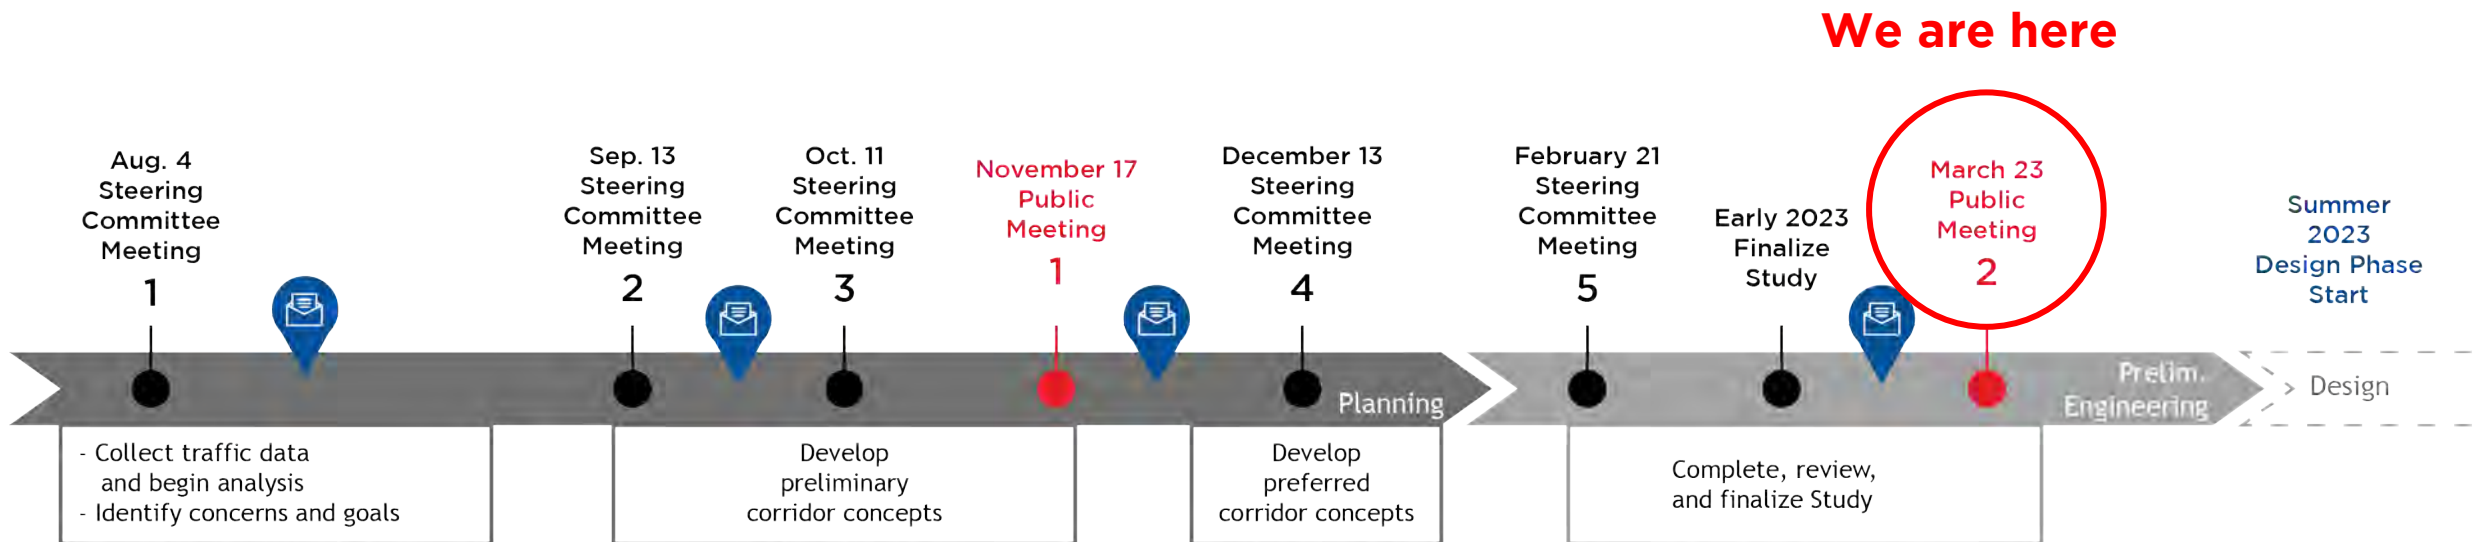 We are here
Aug. 4
Steering
Committee
Meeting
1
Sep. 13
Steering
Committee
Meeting
2
Oct. 11
Steering
Committee
Meeting
3
November 17
Public
Meeting
1
December 13
Steering
Committee
Meeting
4
February 21
Steering
Committee
Meeting
5
Early 2023
Finalize
Study
March 23
Public
Meeting
2
Summer
2023
Design Phase
Start
Planning
Prelim.
Engineering
Design
- Collect traffic data
and begin analysis
- Identify concerns and goals
Develop
preliminary
corridor concepts
Develop
preferred
corridor concepts
Complete, review,
and finalize Study